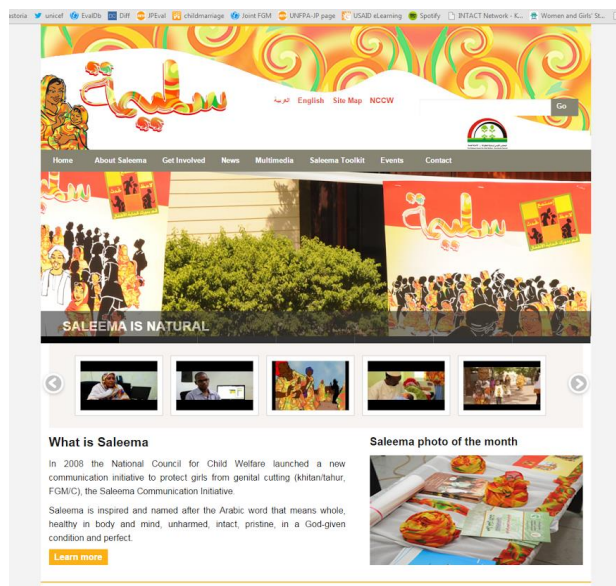 unicef EvalDb Diff JPEval childmarriage Joint FGM UNFPA-JP page USAID eLearning Spotify INTACT Network - K... Women and Girls' St...
سليمة
العربية English Site Map NCCW
Go
Home About Saleema Get Involved News Multimedia Saleema Toolkit Events Contact
سليمة
SALEEMA IS NATURAL
What is Saleema
In 2008 the National Council for Child Welfare launched a new
communication initiative to protect girls from genital cutting (khitan/tahur,
FGM/C), the Saleema Communication Initiative.
Saleema is inspired and named after the Arabic word that means whole,
healthy in body and mind, unharmed, intact, pristine, in a God-given
condition and perfect.
Learn more
Saleema photo of the month